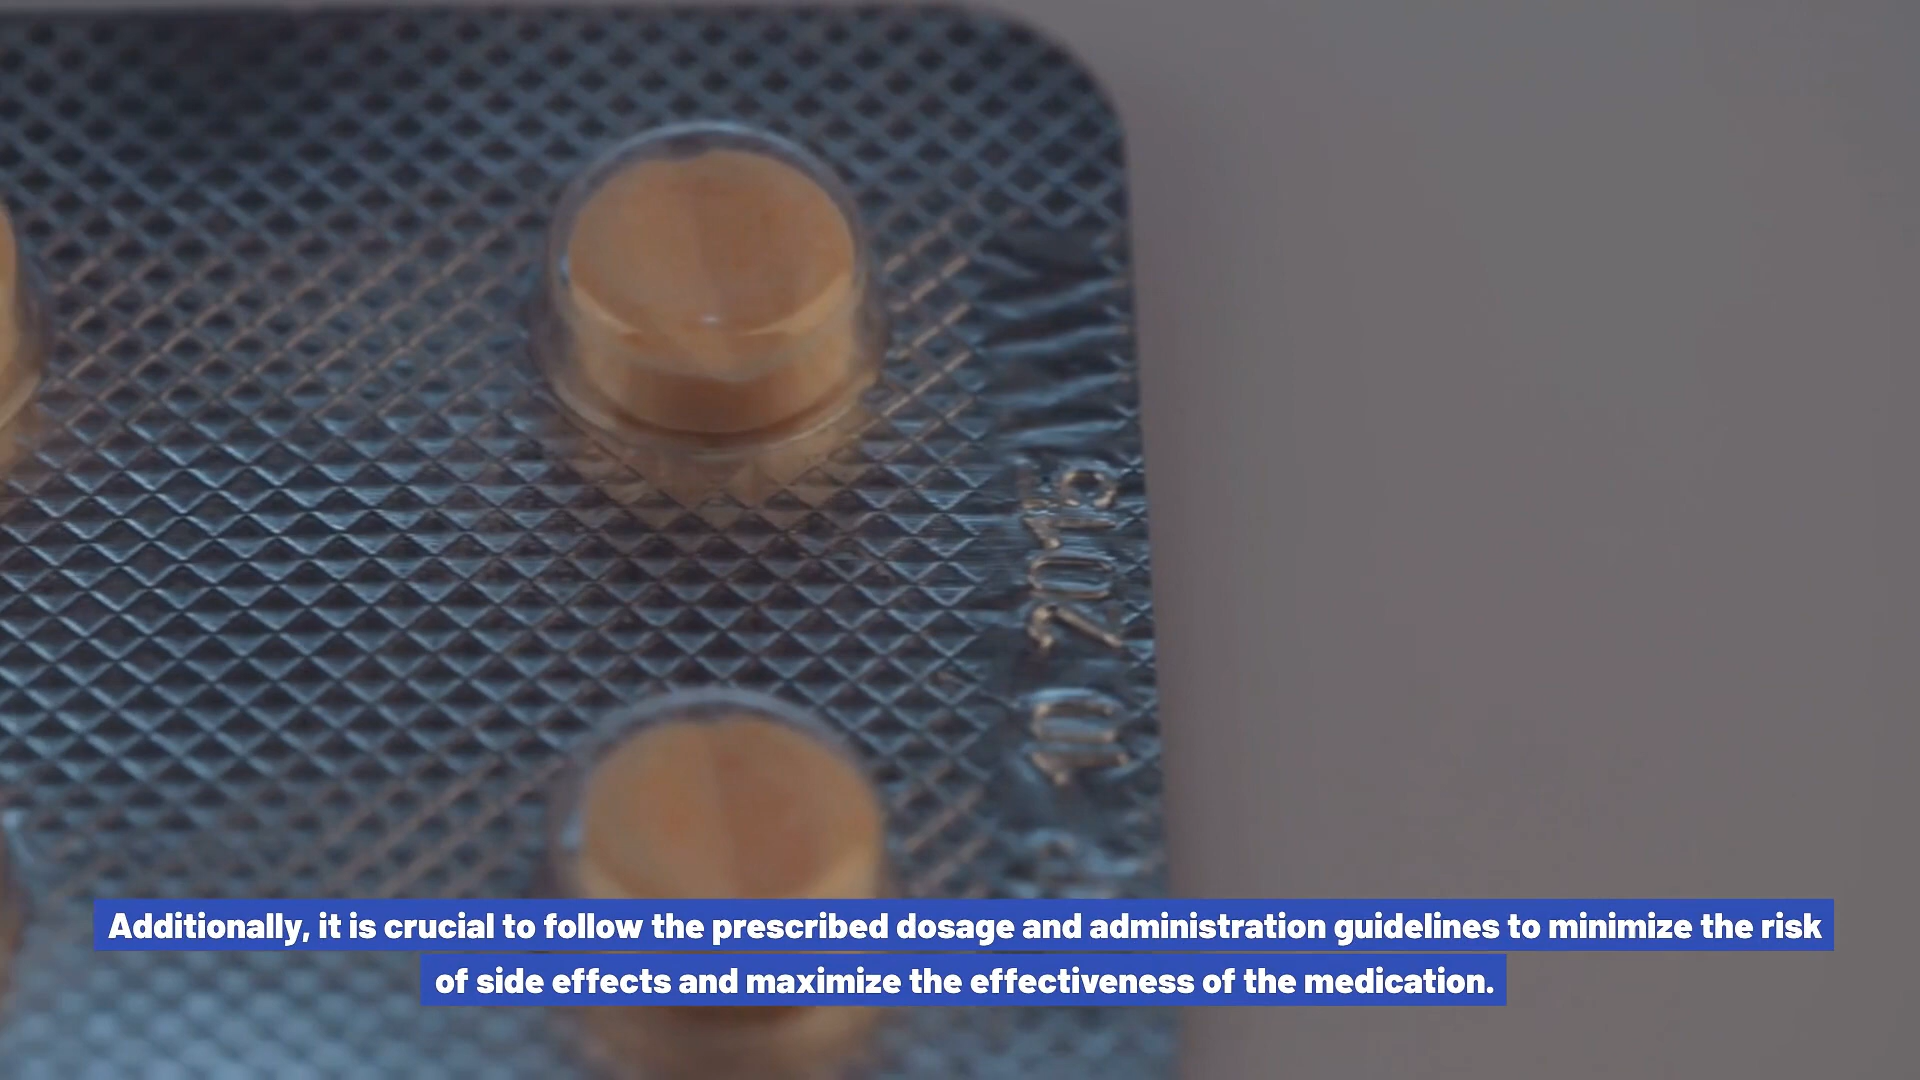 Additionally, it is crucial to follow the prescribed dosage and administration guidelines to minimize the risk
of side effects and maximize the effectiveness of the medication.
10 2019